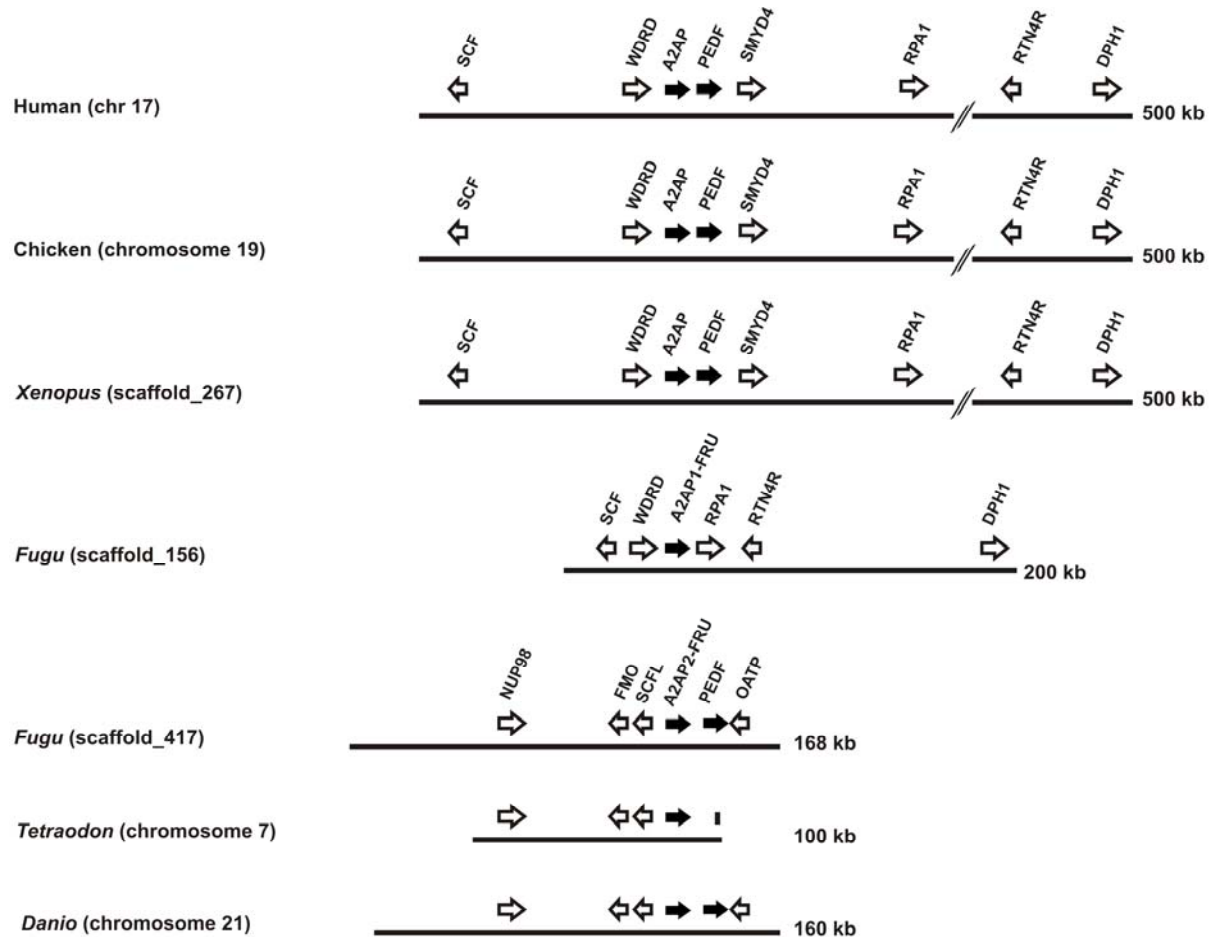 SCF WDRD A2AP PEDF SMYD4 RPA1 RTN4R DPH1
Human (chr 17)
500 kb
SCF WDRD A2AP PEDF SMYD4 RPA1 RTN4R DPH1
Chicken (chromosome 19)
500 kb
SCF WDRD A2AP PEDF SMYD4 RPA1 RTN4R DPH1
Xenopus (scaffold_267)
500 kb
SCF WDRD A2AP1-FRU RPA1 RTN4R DPH1
Fugu (scaffold_156)
200 kb
NUP98 FMO SCFL A2AP2-FRU PEDF OATP
Fugu (scaffold_417)
168 kb
Tetraodon (chromosome 7)
100 kb
Danio (chromosome 21)
160 kb